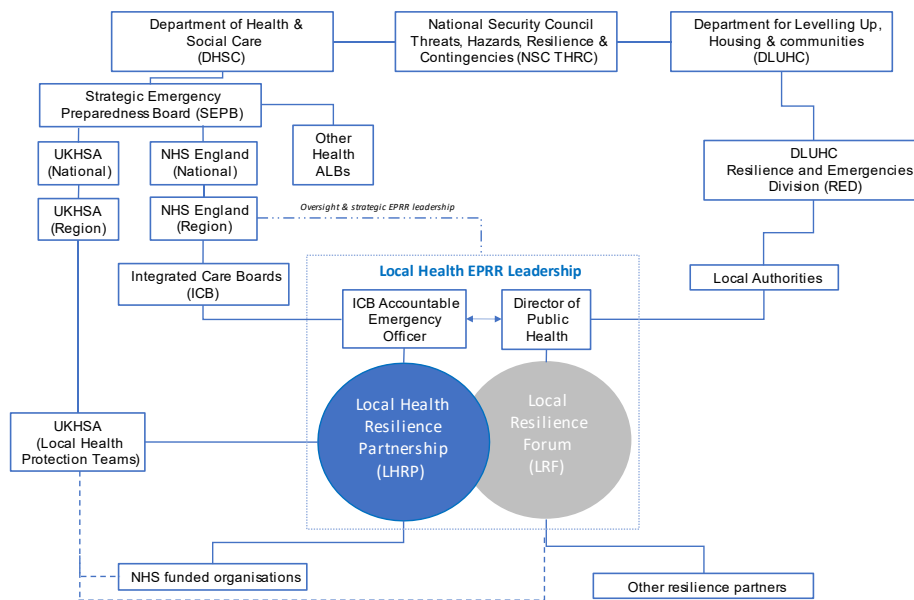 Department of Health &
Social Care
(DHSC)
National Security Council
Threats, Hazards, Resilience &
Contingencies (NSC THRC)
Department for Levelling Up,
Housing & communities
(DLUHC)
Strategic Emergency
Preparedness Board (SEPB)
Other
Health
ALBs
UKHSA
(National)
NHS England
(National)
DLUHC
Resilience and Emergencies
Division (RED)
UKHSA
(Region)
NHS England
(Region)
Oversight & strategic EPRR leadership
Integrated Care Boards
(ICB)
Local Health EPRR Leadership
Local Authorities
ICB Accountable
Emergency
Officer
Director of
Public
Health
Local Health
Resilience
Partnership
(LHRP)
Local
Resilience
Forum
(LRF)
UKHSA
(Local Health
Protection Teams)
NHS funded organisations
Other resilience partners